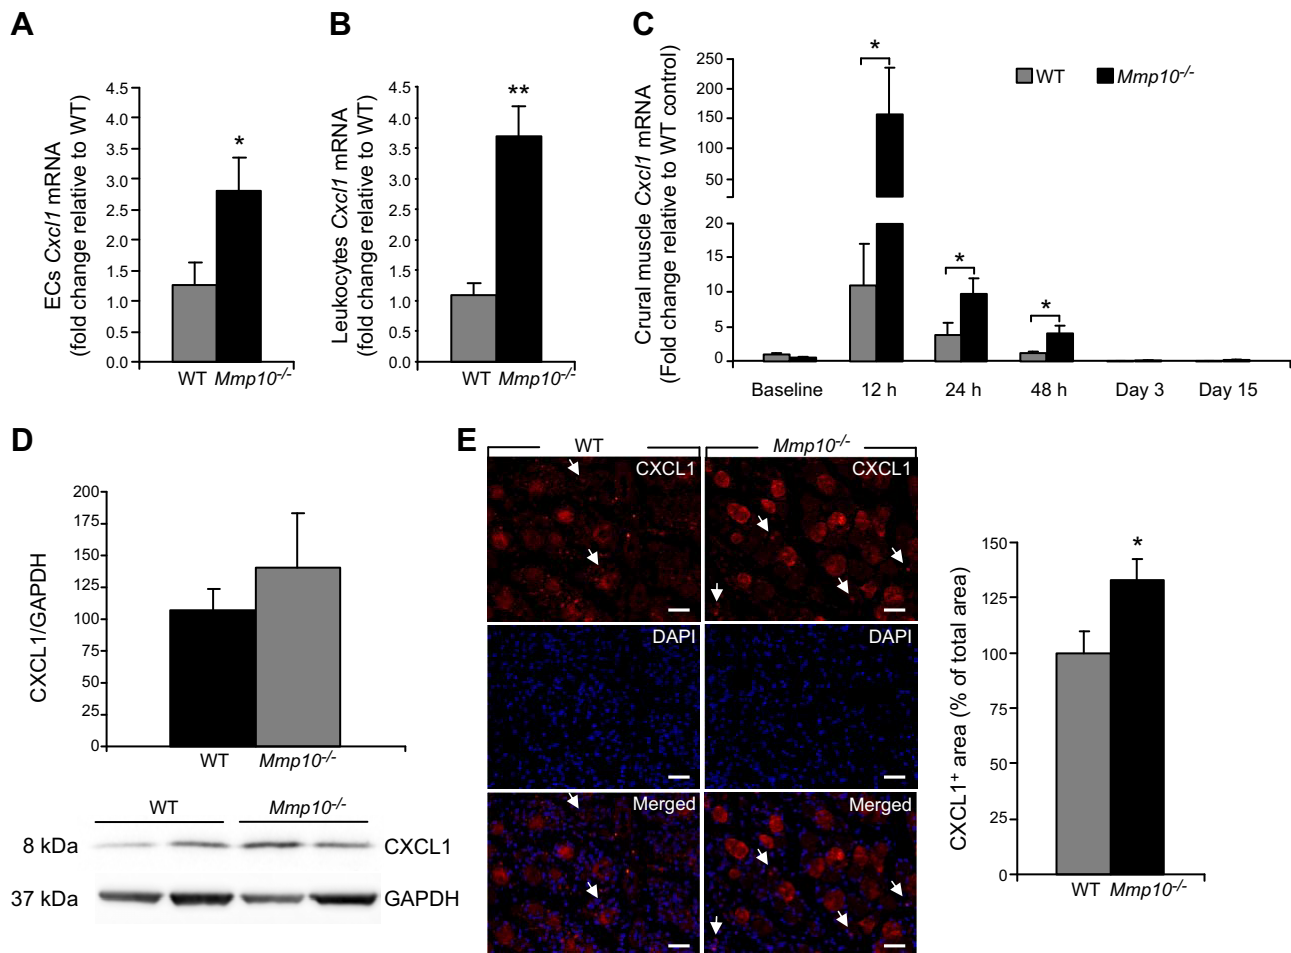 A
ECs Cxcl1 mRNA
(fold change relative to WT)
4.5
4.0
3.5
3.0
2.5
2.0
1.5
1.0
0.5
0.0
*
WT Mmp10-/-
B
Leukocytes Cxcl1 mRNA
(fold change relative to WT)
4.5
4.0
3.5
3.0
2.5
2.0
1.5
1.0
0.5
0.0
**
WT Mmp10-/-
C
Crural muscle Cxcl1 mRNA
(Fold change relative to WT control)
250
200
150
100
50
20
15
10
5
0
*
*
*
WT Mmp10-/-
Baseline 12 h 24 h 48 h Day 3 Day 15
D
CXCL1/GAPDH
200
175
150
125
100
75
50
25
0
WT Mmp10-/-
WT Mmp10-/-
8 kDa CXCL1
37 kDa GAPDH
E
WT Mmp10-/-
CXCL1 CXCL1
DAPI DAPI
Merged Merged
CXCL1+ area (% of total area)
150
125
100
75
50
25
0
*
WT Mmp10-/-